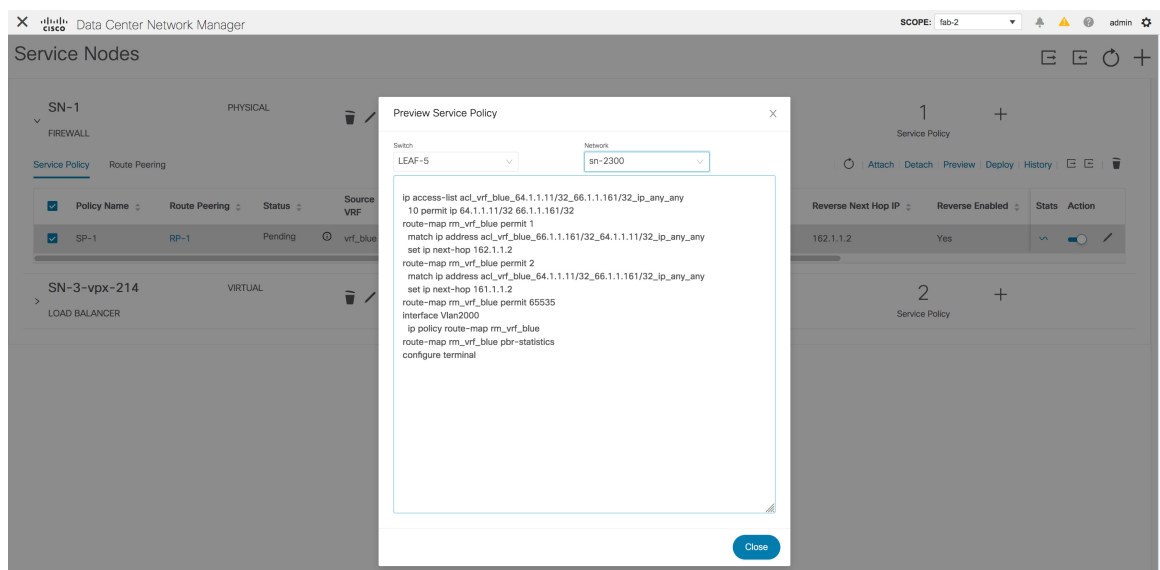 cisco Data Center Network Manager SCOPE: fab-2 admin
Service Nodes
SN-1 PHYSICAL 1
FIREWALL Service Policy
Service Policy Route Peering Attach Detach Preview Deploy History
Policy Name Route Peering Status Source VRF Reverse Next Hop IP Reverse Enabled Stats Action
SP-1 RP-1 Pending vrf_blue 162.1.1.2 Yes
SN-3-vpx-214 VIRTUAL 2
LOAD BALANCER Service Policy
Preview Service Policy X
Switch Network
LEAF-5 sn-2300
ip access-list acl_vrf_blue_64.1.1.11/32_66.1.1.161/32_ip_any_any
10 permit ip 64.1.1.11/32 66.1.1.161/32
route-map rm_vrf_blue permit 1
match ip address acl_vrf_blue_66.1.1.161/32_64.1.1.11/32_ip_any_any
set ip next-hop 162.1.1.2
route-map rm_vrf_blue permit 2
match ip address acl_vrf_blue_64.1.1.11/32_66.1.1.161/32_ip_any_any
set ip next-hop 161.1.1.2
route-map rm_vrf_blue permit 65535
interface Vlan2000
ip policy route-map rm_vrf_blue
route-map rm_vrf_blue pbr-statistics
configure terminal
Close